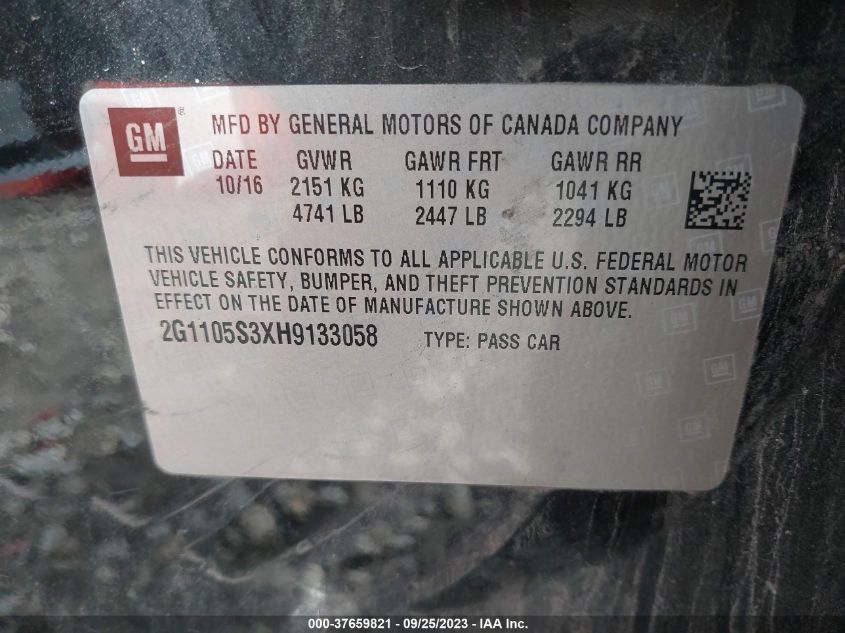 GM ® MFD BY GENERAL MOTORS OF CANADA COMPANY
DATE GVWR GAWR FRT GAWR RR
10/16 2151 KG 1110 KG 1041 KG
4741 LB 2447 LB 2294 LB
THIS VEHICLE CONFORMS TO ALL APPLICABLE U.S. FEDERAL MOTOR
VEHICLE SAFETY, BUMPER, AND THEFT PREVENTION STANDARDS IN
EFFECT ON THE DATE OF MANUFACTURE SHOWN ABOVE.
2G1105S3XH9133058 TYPE: PASS CAR
000-37659821 / 09/25/2023 - IAA Inc.